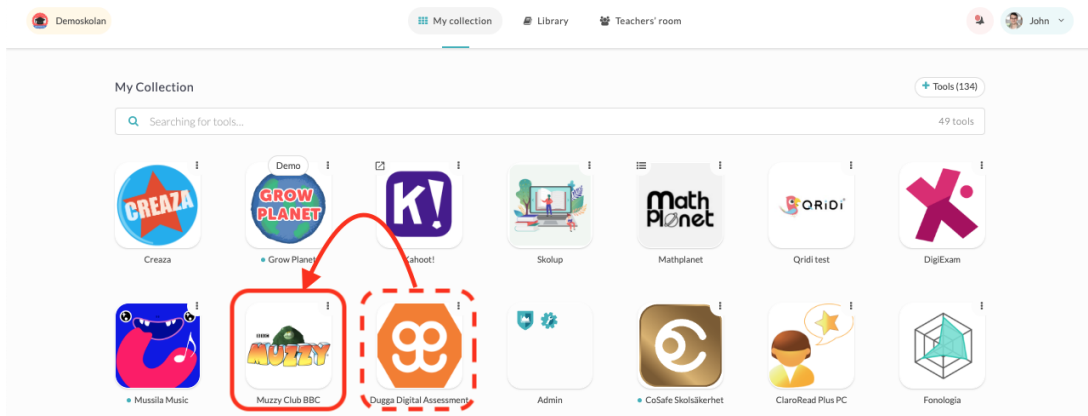 Demoskolan
My collection
Library
Teachers' room
John
My Collection
+ Tools (134)
Searching for tools...
49 tools
CREAZA
Demo
GROW
PLANET
K!
Math
Planet
QRIDI
Creaza
Grow Planet
Kahoot!
Skolup
Mathplanet
Qridi test
DigiExam
BBC
MUZZY
Mussila Music
Muzzy Club BBC
Dugga Digital Assessment
Admin
CoSafe Skolsäkerhet
ClaroRead Plus PC
Fonologia